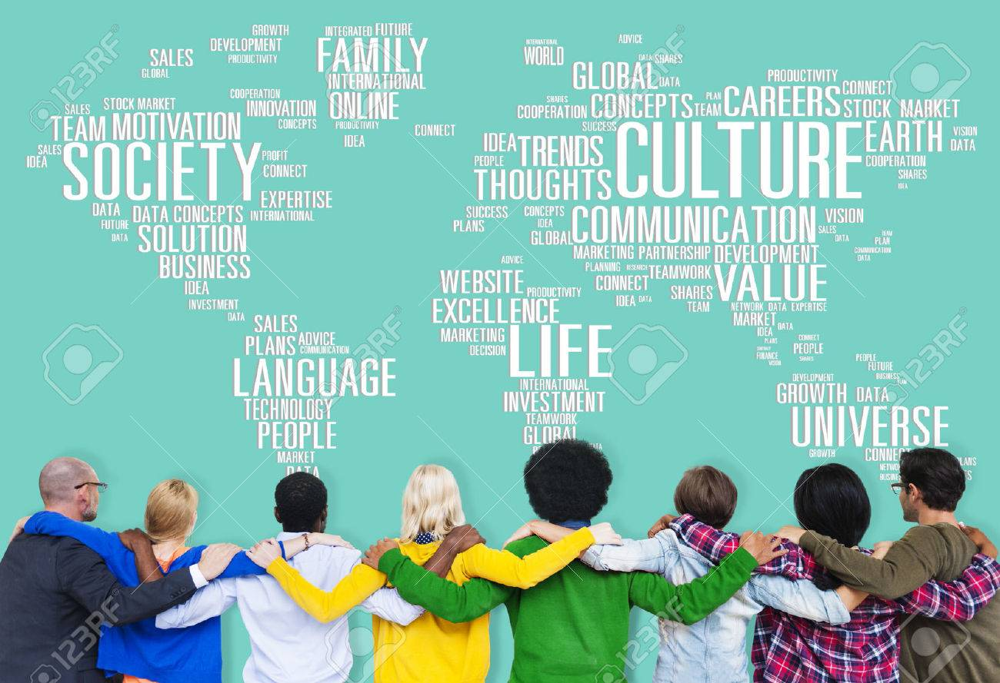 GROWTH
DEVELOPMENT
PRODUCTIVITY
SALES
GLOBAL
INTEGRATED FUTURE
FAMILY
INTERNATIONAL
ONLINE
PRODUCTIVITY
IDEA
CONNECT
COOPERATION
INNOVATION
CONCEPTS
SALES
STOCK MARKET
TEAM MOTIVATION
SALES
IDEA
SOCIETY
PROFIT
CONNECT
EXPERTISE
INTERNATIONAL
DATA
FUTURE
DATA
DATA CONCEPTS
SOLUTION
BUSINESS
IDEA
INVESTMENT
DATA
SALES
PLANS
ADVICE
COMMUNICATION
LANGUAGE
TECHNOLOGY
PEOPLE
MARKET
DATA
INTERNATIONAL
WORLD
ADVICE
DATA SHARES
GLOBAL
DATA
SHARES
COOPERATION
CONCEPTS
SUCCESS
PLAN
TEAM
CAREERS
PRODUCTIVITY
CONNECT
STOCK MARKET
EARTH
VISION
DATA
COOPERATION
SHARES
IDEA
IDEA
PEOPLE
TRENDS
THOUGHTS
CULTURE
SUCCESS
PLANS
CONCEPTS
IDEA
GLOBAL
COMMUNICATION
VISION
SALES
DATA
TEAM
PLAN
COMMUNICATION
DATA
MARKETING PARTNERSHIP DEVELOPMENT
PLANNING
RESEARCH
TEAMWORK
VALUE
CONNECT
IDEA
DATA
SHARES
TEAM
NETWORK DATA EXPERTISE
MARKET
IDEA
DATA
PLANS
FINANCE
VISION
CONNECT
PEOPLE
SHARES
ADVICE
WEBSITE
PRODUCTIVITY
EXCELLENCE
MARKETING
DECISION
LIFE
INTERNATIONAL
INVESTMENT
TEAMWORK
GLOBAL
PEOPLE
FUTURE
BUSINESS
PLAN
DEVELOPMENT
GROWTH
DATA
UNIVERSE
GROWTH
CONNECT
NETWORK
PLANS
123RF
123RF
123RF
123RF
123RF
123RF
123RF
123RF
123RF